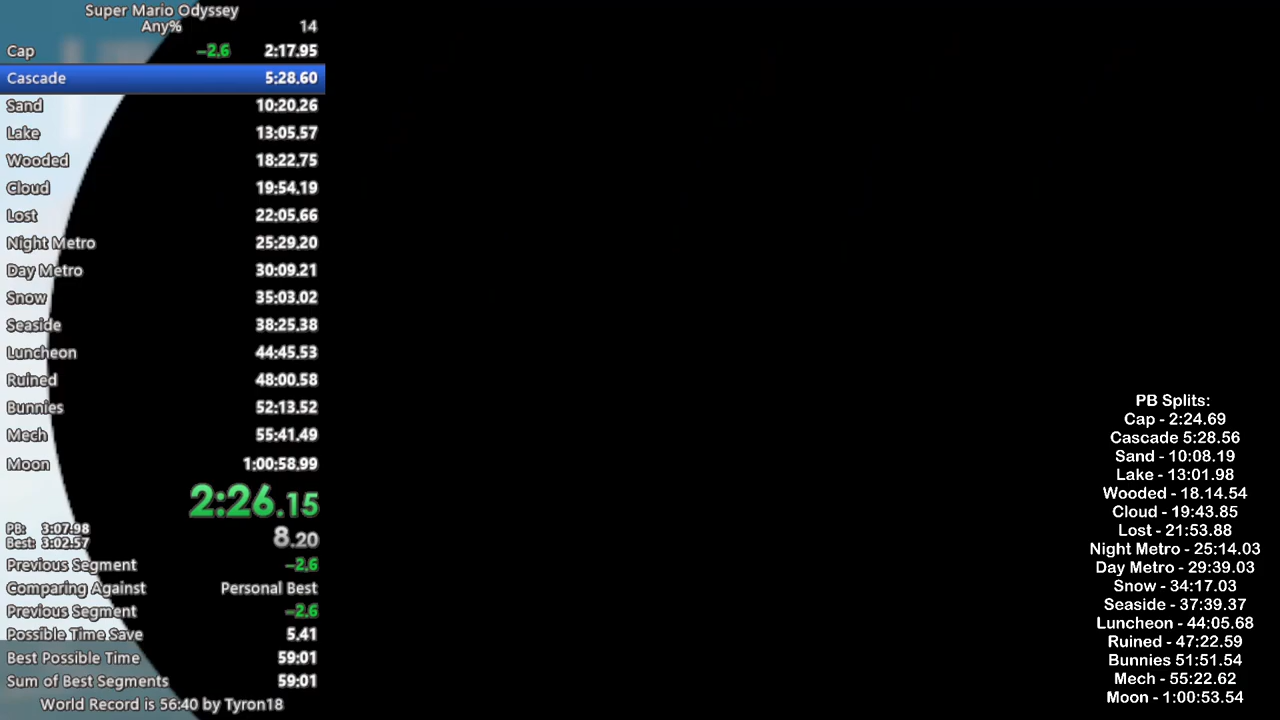 Super Mario Odyssey
Any% 14
Cap -2.6 2:17.95
Cascade 5:28.60
Sand 10:20.26
Lake 13:05.57
Wooded 18:22.75
Cloud 19:54.19
Lost 22:05.66
Night Metro 25:29.20
Day Metro 30:09.21
Snow 35:03.02
Seaside 38:25.38
Luncheon 44:45.53
Ruined 48:00.58
Bunnies 52:13.52
Mech 55:41.49
Moon 1:00:58.99
2:26.15
PB: 3:07.98
Best: 3:02.57
8.20
Previous Segment -2.6
Comparing Against Personal Best
Previous Segment -2.6
Possible Time Save 5.41
Best Possible Time 59:01
Sum of Best Segments 59:01
World Record is 56:40 by Tyron18
PB Splits:
Cap - 2:24.69
Cascade 5:28.56
Sand - 10:08.19
Lake - 13:01.98
Wooded - 18.14.54
Cloud - 19:43.85
Lost - 21:53.88
Night Metro - 25:14.03
Day Metro - 29:39.03
Snow - 34:17.03
Seaside - 37:39.37
Luncheon - 44:05.68
Ruined - 47:22.59
Bunnies 51:51.54
Mech - 55:22.62
Moon - 1:00:53.54